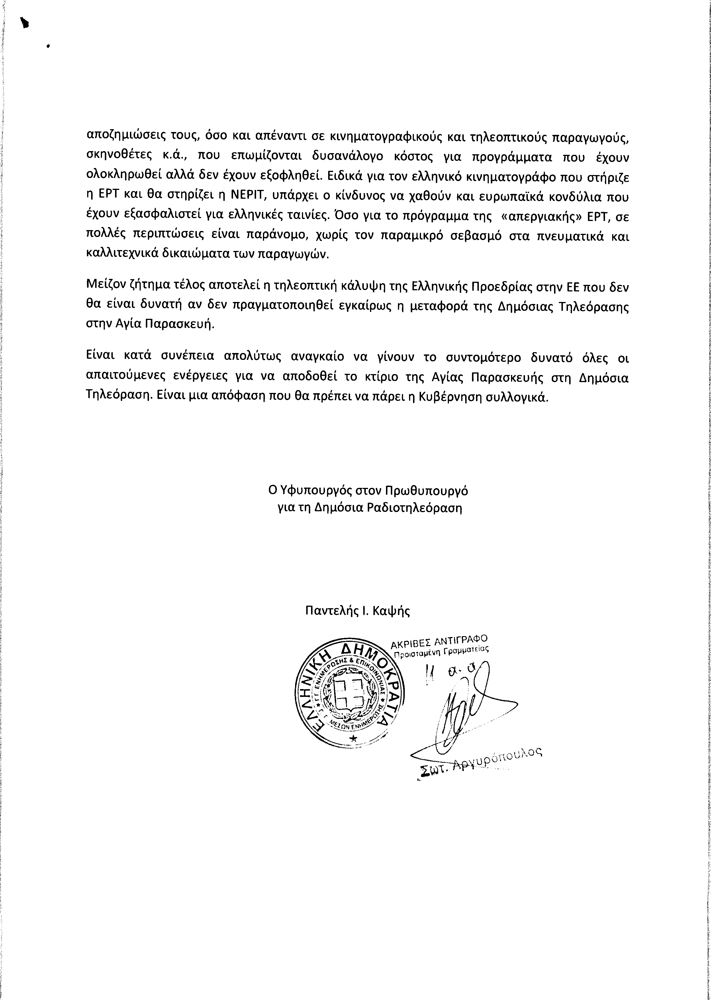 αποζημιώσεις τους, όσο και απέναντι σε κινηματογραφικούς και τηλεοπτικούς παραγωγούς,
σκηνοθέτες κ.ά., που επωμίζονται δυσανάλογο κόστος για προγράμματα που έχουν
ολοκληρωθεί αλλά δεν έχουν εξοφληθεί. Ειδικά για τον ελληνικό κινηματογράφο που στήριζε
η ΕΡΤ και θα στηρίζει η ΝΕΡΙΤ, υπάρχει ο κίνδυνος να χαθούν και ευρωπαϊκά κονδύλια που
έχουν εξασφαλιστεί για ελληνικές ταινίες. Όσο για το πρόγραμμα της «απεργιακής» ΕΡΤ, σε
πολλές περιπτώσεις είναι παράνομο, χωρίς τον παραμικρό σεβασμό στα πνευματικά και
καλλιτεχνικά δικαιώματα των παραγωγών.
Μείζον ζήτημα τέλος αποτελεί η τηλεοπτική κάλυψη της Ελληνικής Προεδρίας στην ΕΕ που δεν
θα είναι δυνατή αν δεν πραγματοποιηθεί εγκαίρως η μεταφορά της Δημόσιας Τηλεόρασης
στην Αγία Παρασκευή.
Είναι κατά συνέπεια απολύτως αναγκαίο να γίνουν το συντομότερο δυνατό όλες οι
απαιτούμενες ενέργειες για να αποδοθεί το κτίριο της Αγίας Παρασκευής στη Δημόσια
Τηλεόραση. Είναι μια απόφαση που θα πρέπει να πάρει η Κυβέρνηση συλλογικά.
Ο Υφυπουργός στον Πρωθυπουργό
για τη Δημόσια Ραδιοτηλεόραση
Παντελής Ι. Καψής
ΑΚΡΙΒΕΣ ΑΝΤΙΓΡΑΦΟ
Προισταμένη Γραμματείας
α.α
ΕΛΛΗΝΙΚΗ ΔΗΜΟΚΡΑΤΙΑ
Γ.Γ. ΕΝΗΜΕΡΩΣΗΣ & ΕΠΙΚΟΙΝΩΝΙΑΣ
ΜΕΣΩΝ ΕΝΗΜΕΡΩΣΗΣ
Σωτ. Αργυρόπουλος